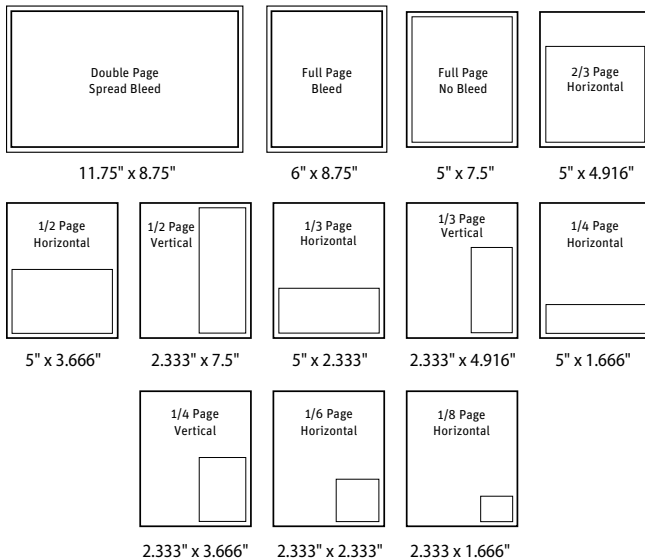 Double Page
Spread Bleed
11.75" x 8.75"
Full Page
Bleed
6" x 8.75"
Full Page
No Bleed
5" x 7.5"
2/3 Page
Horizontal
5" x 4.916"
1/2 Page
Horizontal
5" x 3.666"
1/2 Page
Vertical
2.333" x 7.5"
1/3 Page
Horizontal
5" x 2.333"
1/3 Page
Vertical
2.333" x 4.916"
1/4 Page
Horizontal
5" x 1.666"
1/4 Page
Vertical
2.333" x 3.666"
1/6 Page
Horizontal
2.333" x 2.333"
1/8 Page
Horizontal
2.333 x 1.666"